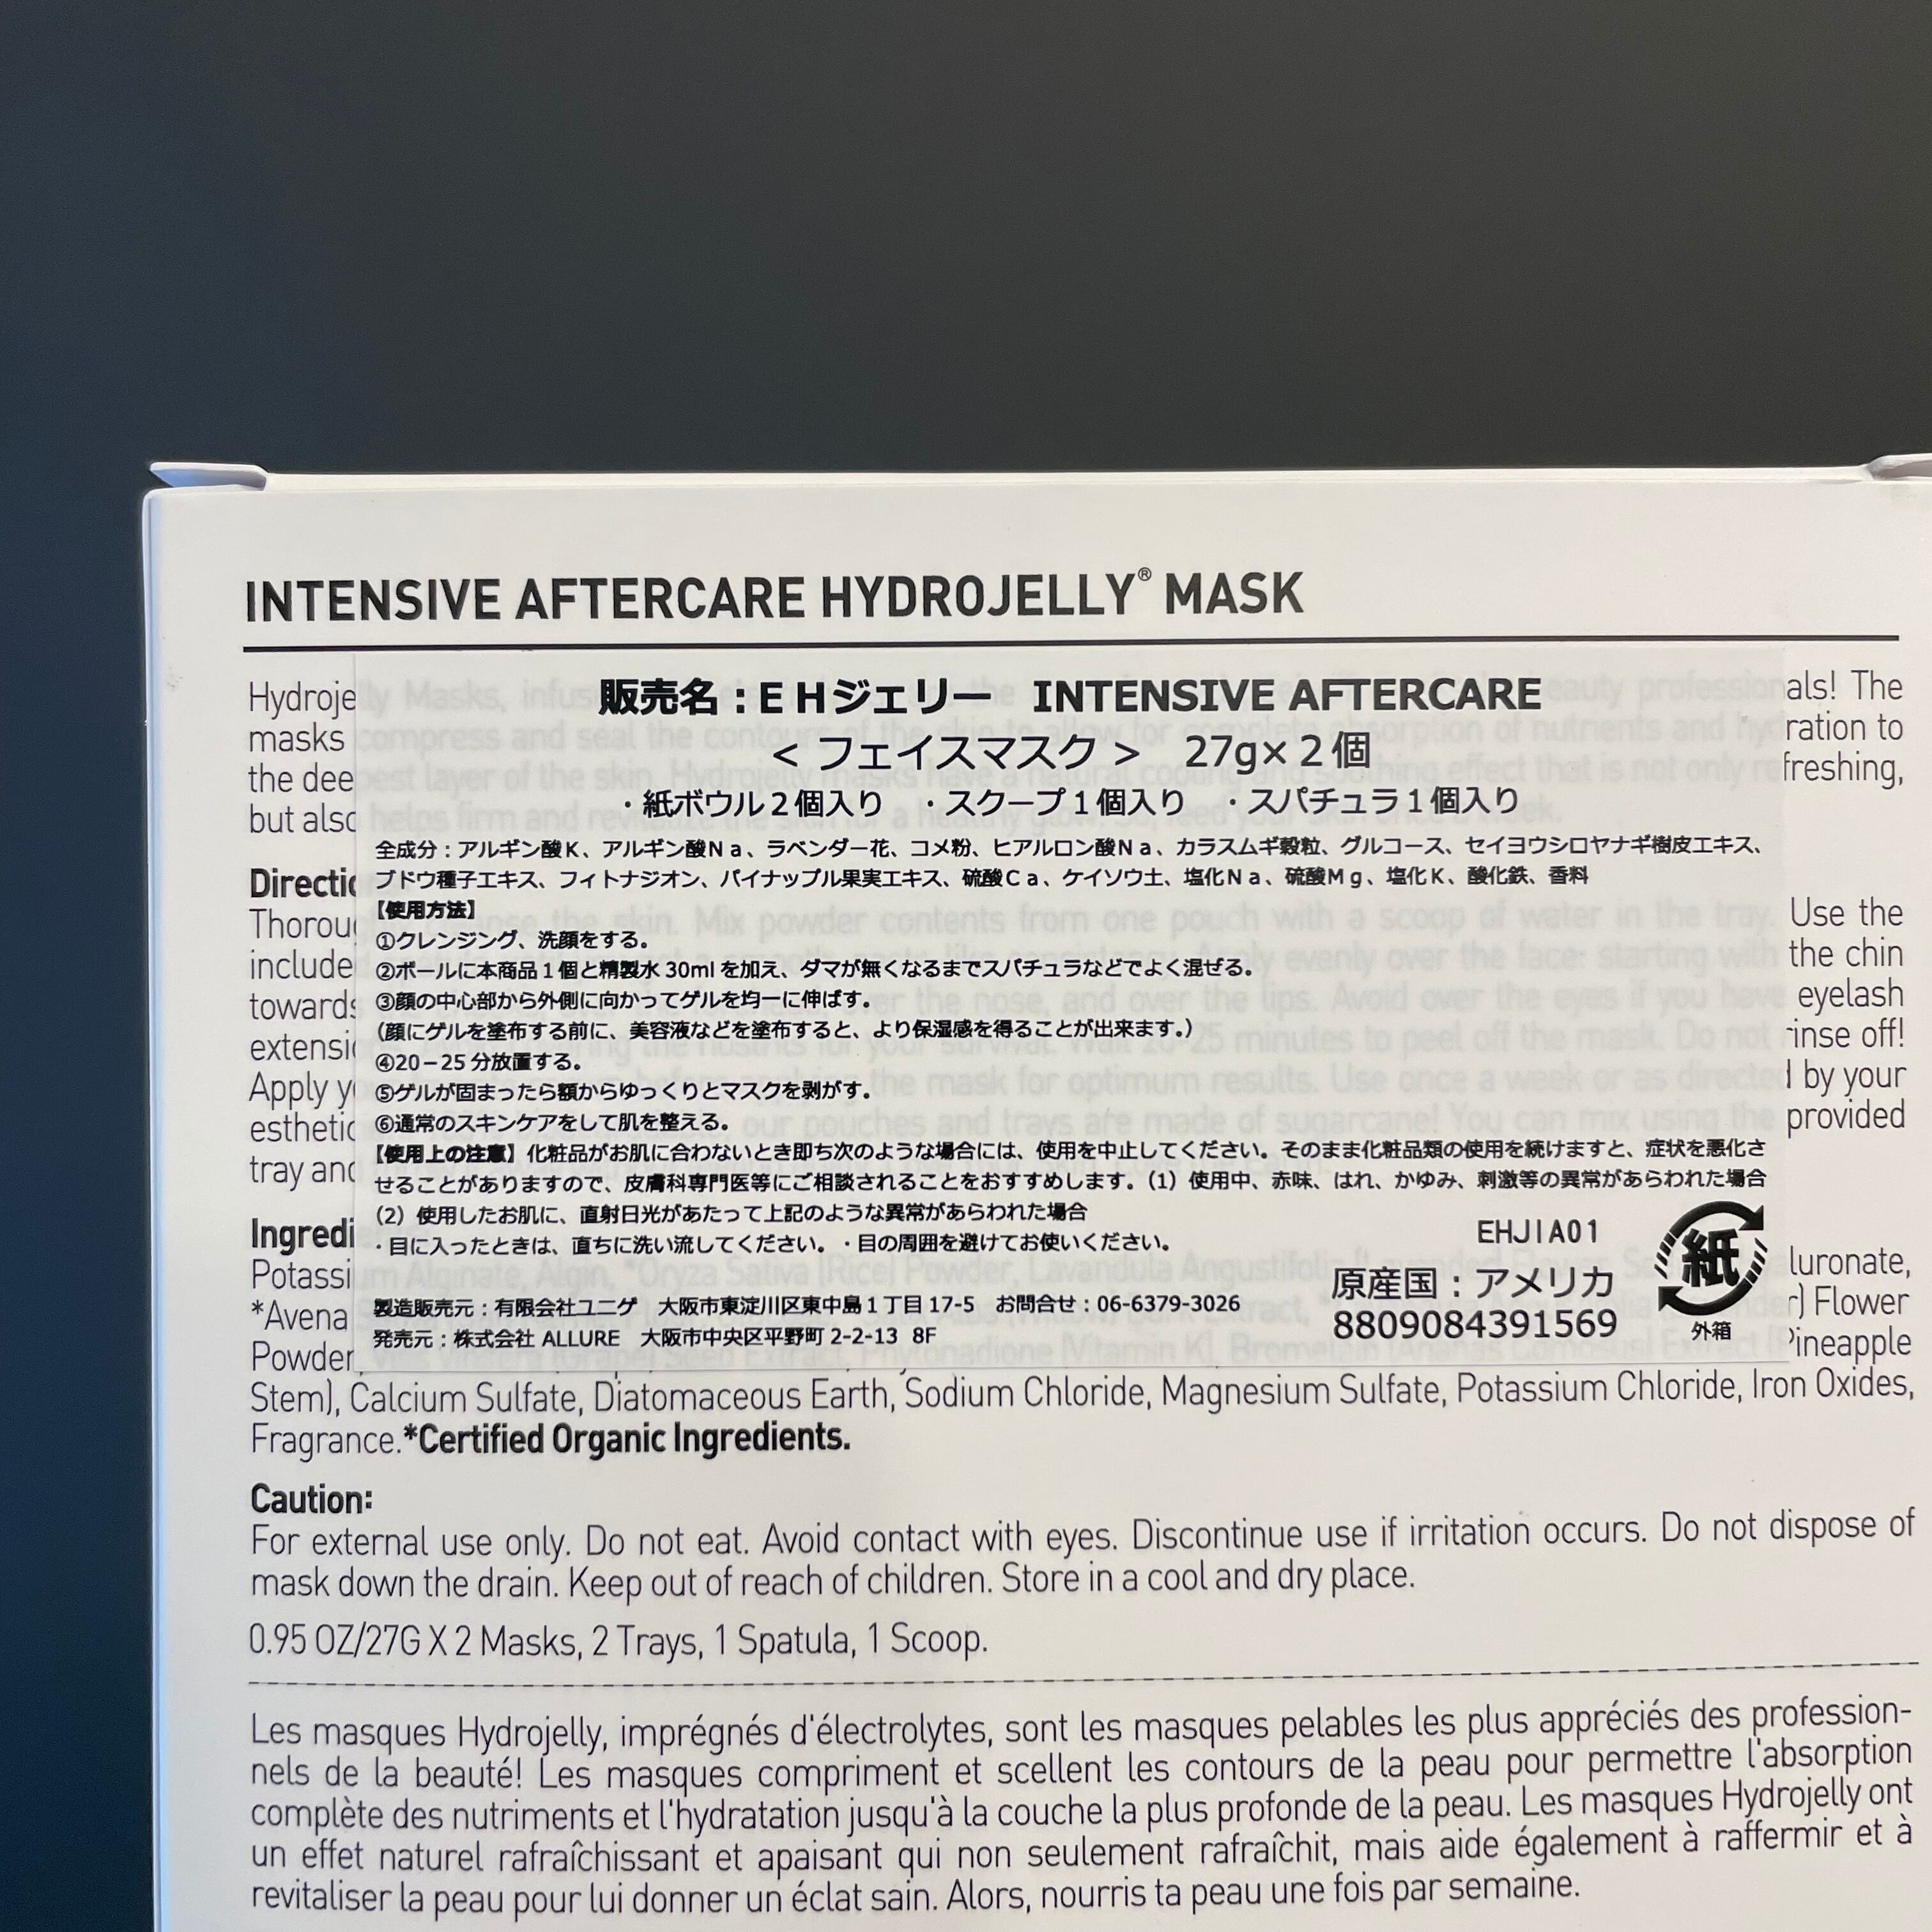 INTENSIVE AFTERCARE HYDROJELLY® MASK
販売名：ＥＨジェリー　INTENSIVE AFTERCARE
＜フェイスマスク＞　27g×２個
・紙ボウル２個入り　・スクープ１個入り　・スパチュラ１個入り
全成分：アルギン酸Ｋ、アルギン酸Ｎａ、ラベンダー花、コメ粉、ヒアルロン酸Ｎａ、カラスムギ穀粒、グルコース、セイヨウシロヤナギ樹皮エキス、
ブドウ種子エキス、フィトナジオン、パイナップル果実エキス、硫酸Ｃａ、ケイソウ土、塩化Ｎａ、硫酸Ｍｇ、塩化Ｋ、酸化鉄、香料
【使用方法】
①クレンジング、洗顔をする。
②ボールに本商品１個と精製水 30ml を加え、ダマが無くなるまでスパチュラなどでよく混ぜる。
③顔の中心部から外側に向かってゲルを均一に伸ばす。
（顔にゲルを塗布する前に、美容液などを塗布すると、より保湿感を得ることが出来ます。）
④20－25 分放置する。
⑤ゲルが固まったら額からゆっくりとマスクを剥がす。
⑥通常のスキンケアをして肌を整える。
【使用上の注意】化粧品がお肌に合わないとき即ち次のような場合には、使用を中止してください。そのまま化粧品類の使用を続けますと、症状を悪化さ
せることがありますので、皮膚科専門医等にご相談されることをおすすめします。（1）使用中、赤味、はれ、かゆみ、刺激等の異常があらわれた場合
（2）使用したお肌に、直射日光があたって上記のような異常があらわれた場合
・目に入ったときは、直ちに洗い流してください。・目の周囲を避けてお使いください。
EHJIA01
原産国：アメリカ
8809084391569
紙
外箱
製造販売元：有限会社ユニゲ　大阪市東淀川区東中島１丁目 17-5　お問合せ：06-6379-3026
発売元：株式会社 ALLURE　大阪市中央区平野町 2-2-13 8F
Stem), Calcium Sulfate, Diatomaceous Earth, Sodium Chloride, Magnesium Sulfate, Potassium Chloride, Iron Oxides,
Fragrance.*Certified Organic Ingredients.
Caution:
For external use only. Do not eat. Avoid contact with eyes. Discontinue use if irritation occurs. Do not dispose of
mask down the drain. Keep out of reach of children. Store in a cool and dry place.
0.95 OZ/27G X 2 Masks, 2 Trays, 1 Spatula, 1 Scoop.
Les masques Hydrojelly, imprégnés d'électrolytes, sont les masques pelables les plus appréciés des profession-
nels de la beauté! Les masques compriment et scellent les contours de la peau pour permettre l'absorption
complète des nutriments et l'hydratation jusqu'à la couche la plus profonde de la peau. Les masques Hydrojelly ont
un effet naturel rafraîchissant et apaisant qui non seulement rafraîchit, mais aide également à raffermir et à
revitaliser la peau pour lui donner un éclat sain. Alors, nourris ta peau une fois par semaine.